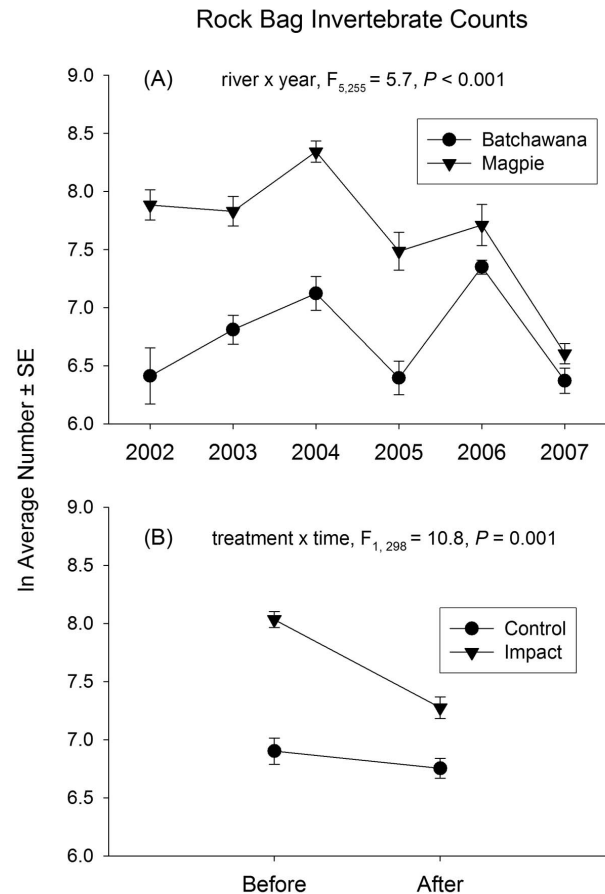 Rock Bag Invertebrate Counts
(A) river x year, F5,255 = 5.7, P < 0.001
Batchawana
Magpie
9.0
8.5
8.0
7.5
7.0
6.5
6.0
2002 2003 2004 2005 2006 2007
ln Average Number ± SE
(B) treatment x time, F1, 298 = 10.8, P = 0.001
Control
Impact
9.0
8.5
8.0
7.5
7.0
6.5
6.0
Before After